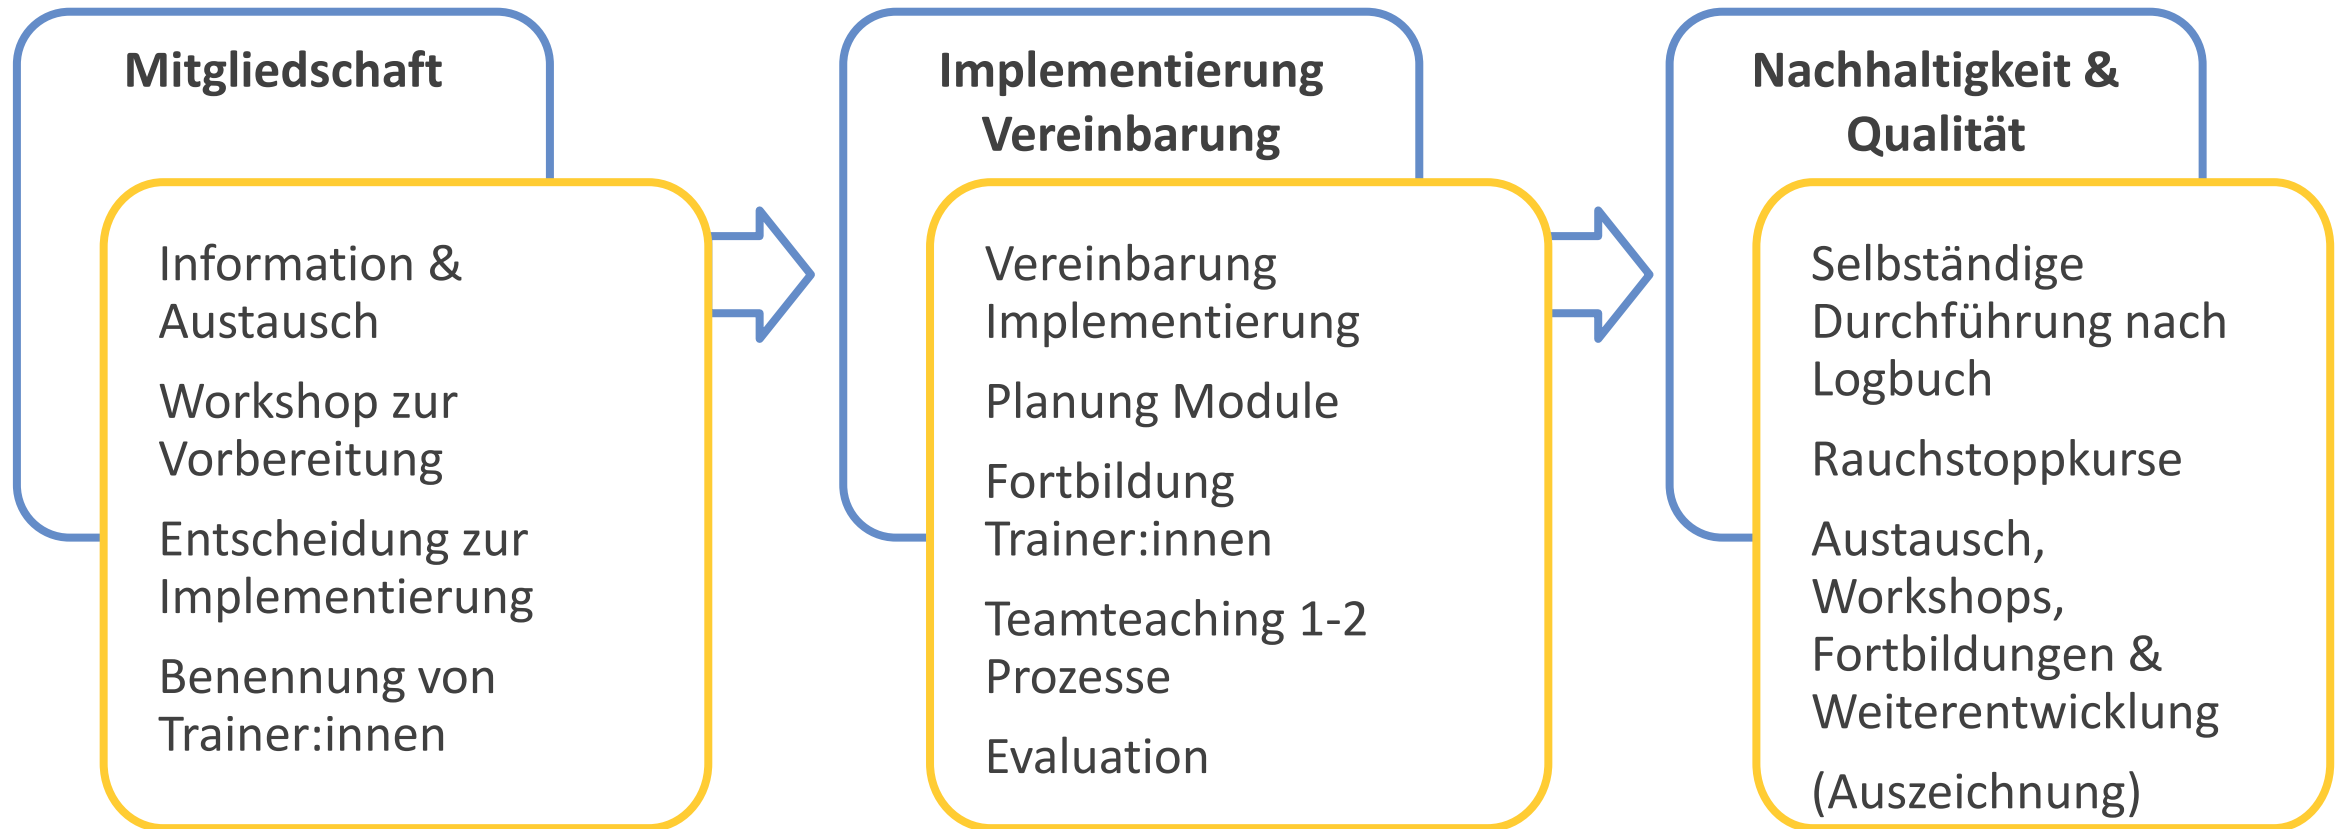 Mitgliedschaft
Information &
Austausch
Workshop zur
Vorbereitung
Entscheidung zur
Implementierung
Benennung von
Trainer:innen
Implementierung
Vereinbarung
Vereinbarung
Implementierung
Planung Module
Fortbildung
Trainer:innen
Teamteaching 1-2
Prozesse
Evaluation
Nachhaltigkeit &
Qualität
Selbständige
Durchführung nach
Logbuch
Rauchstoppkurse
Austausch,
Workshops,
Fortbildungen &
Weiterentwicklung
(Auszeichnung)